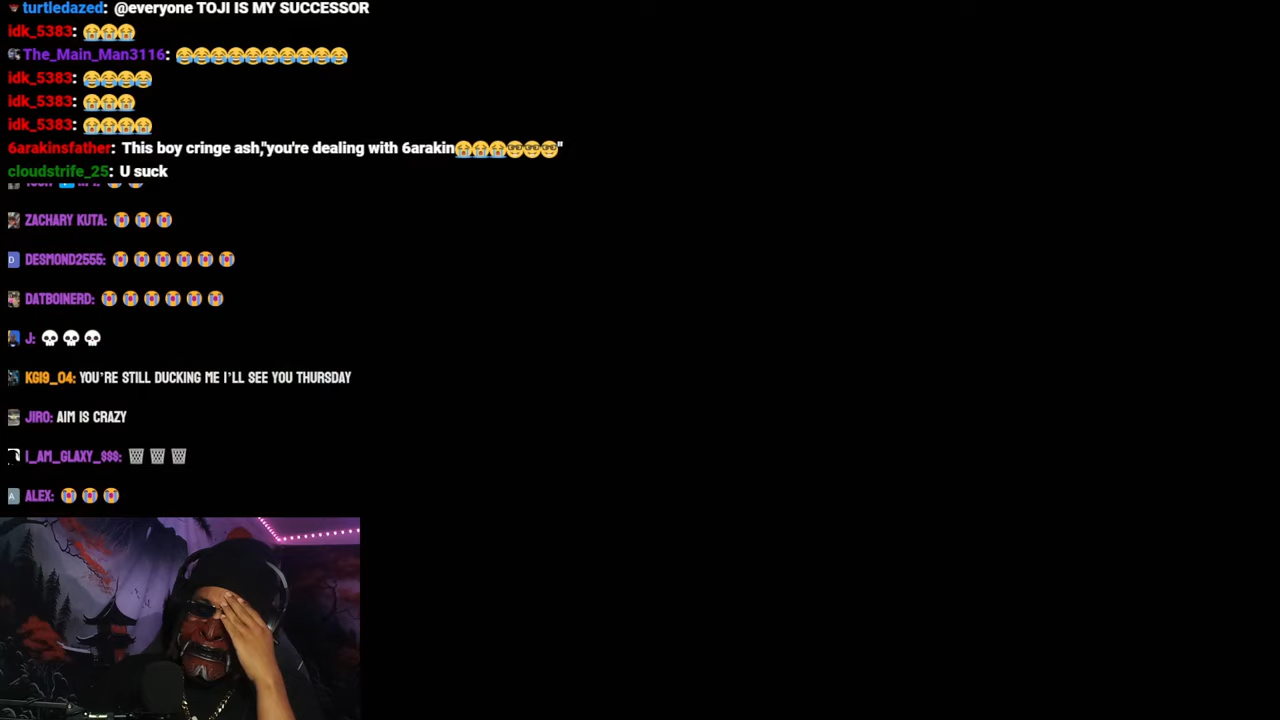 turtledazed: @everyone TOJI IS MY SUCCESSOR
idk_5383: 😭😭😭
The_Main_Man3116: 😂😂😂😂😂😂😂😂😂😂
idk_5383: 😂😂😂😂
idk_5383: 😭😭😭
idk_5383: 😭😭😭😭
6arakinsfather: This boy cringe ash,"you're dealing with 6arakin😭😭😭🤓🤓🤓"
cloudstrife_25: U suck
ZACHARY KUTA: 😭 😭 😭
D DESMOND2555: 😭 😭 😭 😭 😭 😭
DATBOINERD: 😭 😭 😭 😭 😭 😭
J: 💀 💀 💀
KGI9_04: YOU'RE STILL DUCKING ME I'LL SEE YOU THURSDAY
JIRO: AIM IS CRAZY
I_AM_GLAXY_$$$: 🗑 🗑 🗑
A ALEX: 😭 😭 😭